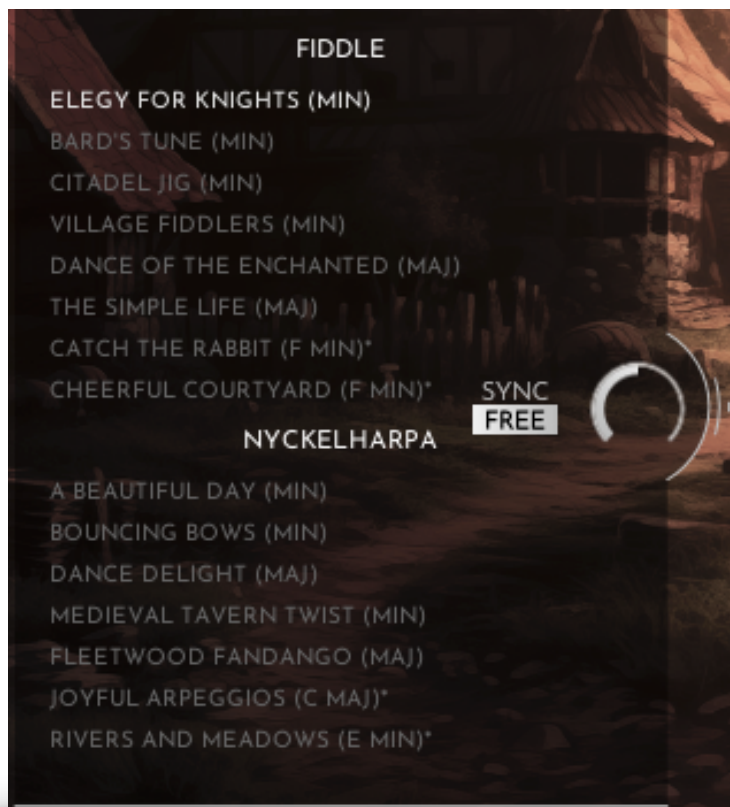 FIDDLE
ELEGY FOR KNIGHTS (MIN)
BARD'S TUNE (MIN)
CITADEL JIG (MIN)
VILLAGE FIDDLERS (MIN)
DANCE OF THE ENCHANTED (MAJ)
THE SIMPLE LIFE (MAJ)
CATCH THE RABBIT (F MIN)*
CHEERFUL COURTYARD (F MIN)*
SYNC
FREE
NYCKELHARPA
A BEAUTIFUL DAY (MIN)
BOUNCING BOWS (MIN)
DANCE DELIGHT (MAJ)
MEDIEVAL TAVERN TWIST (MIN)
FLEETWOOD FANDANGO (MAJ)
JOYFUL ARPEGGIOS (C MAJ)*
RIVERS AND MEADOWS (E MIN)*